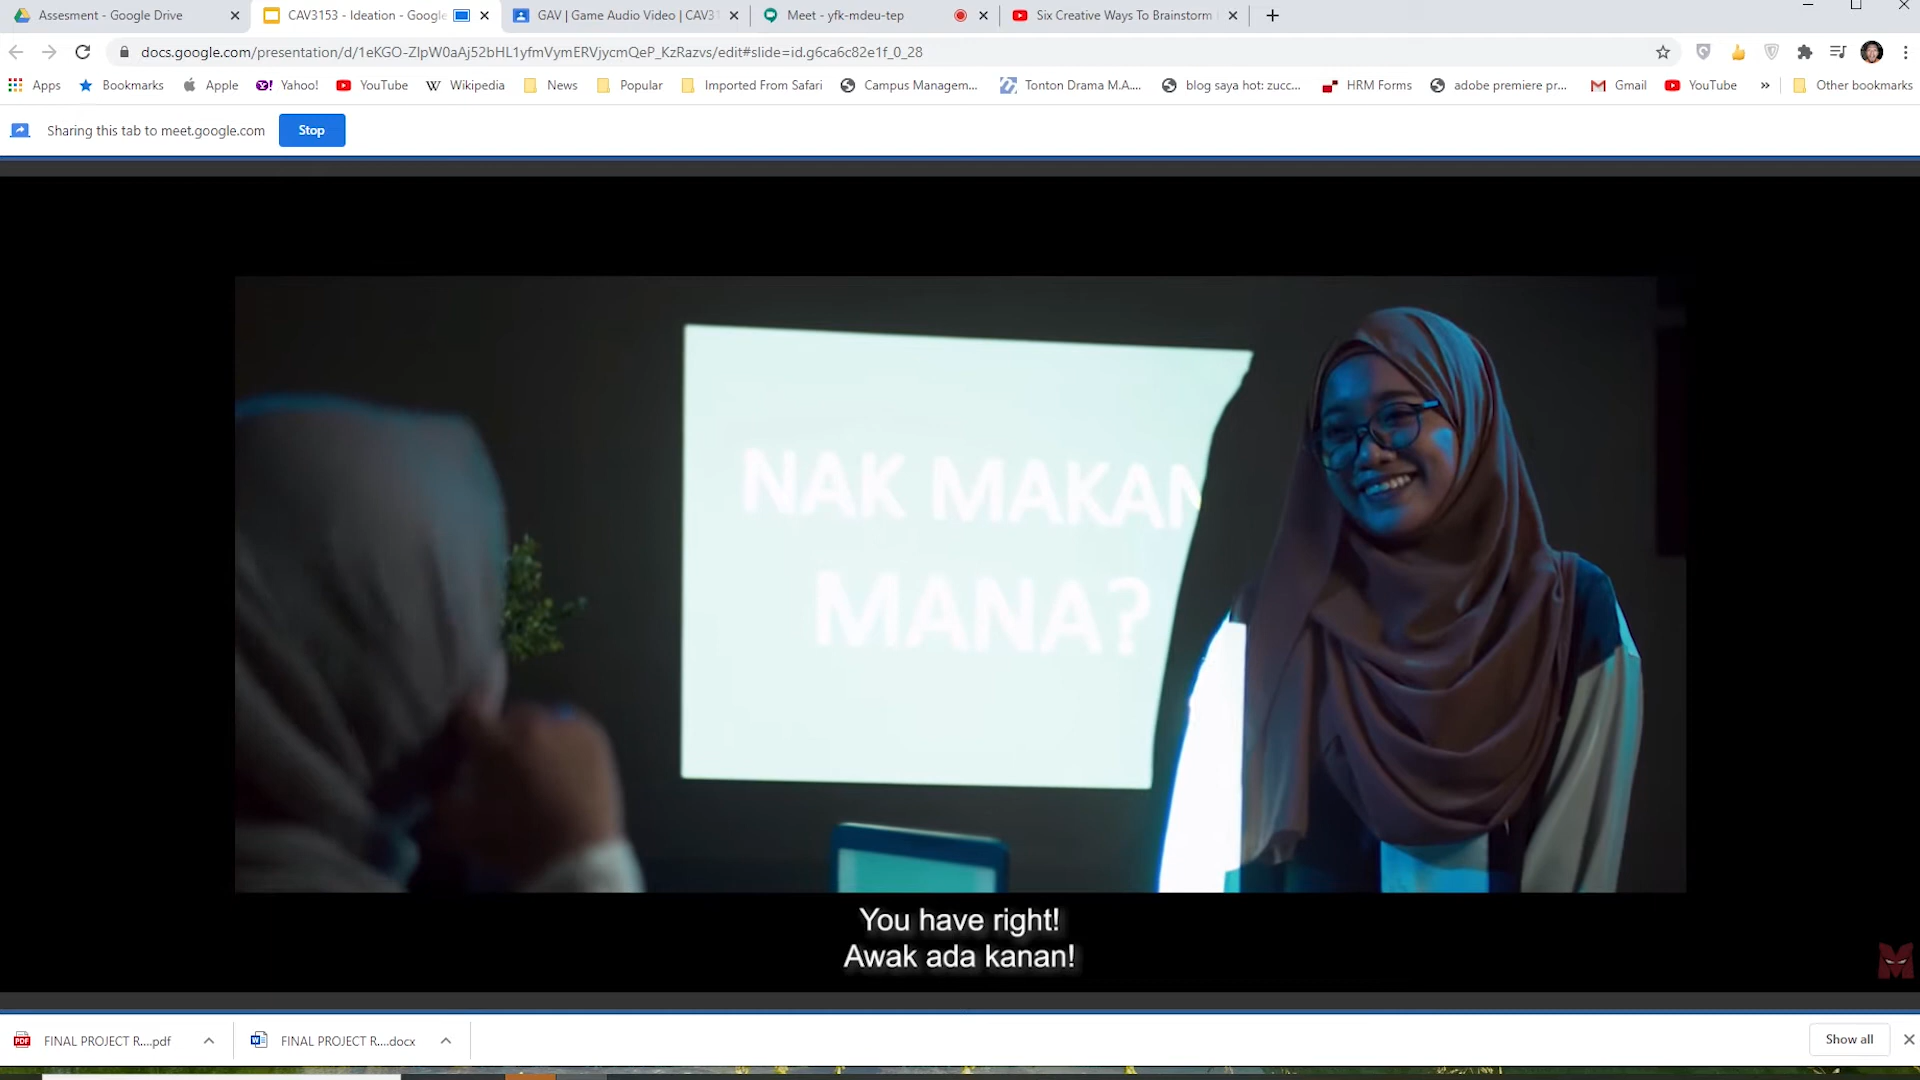 Assesment - Google Drive
CAV3153 - Ideation - Google
GAV | Game Audio Video | CAV31
Meet - yfk-mdeu-tep
Six Creative Ways To Brainstorm
docs.google.com/presentation/d/1eKGO-ZIpW0aAj52bHL1yfmVymERVjycmQeP_KzRazvs/edit#slide=id.g6ca6c82e1f_0_28
Apps
Bookmarks
Apple
Yahoo!
YouTube
Wikipedia
News
Popular
Imported From Safari
Campus Managem...
Tonton Drama M.A....
blog saya hot: zucc...
HRM Forms
adobe premiere pr...
Gmail
YouTube
»
Other bookmarks
Sharing this tab to meet.google.com
Stop
NAK MAKAN
MANA?
You have right!
Awak ada kanan!
FINAL PROJECT R....pdf
FINAL PROJECT R....docx
Show all